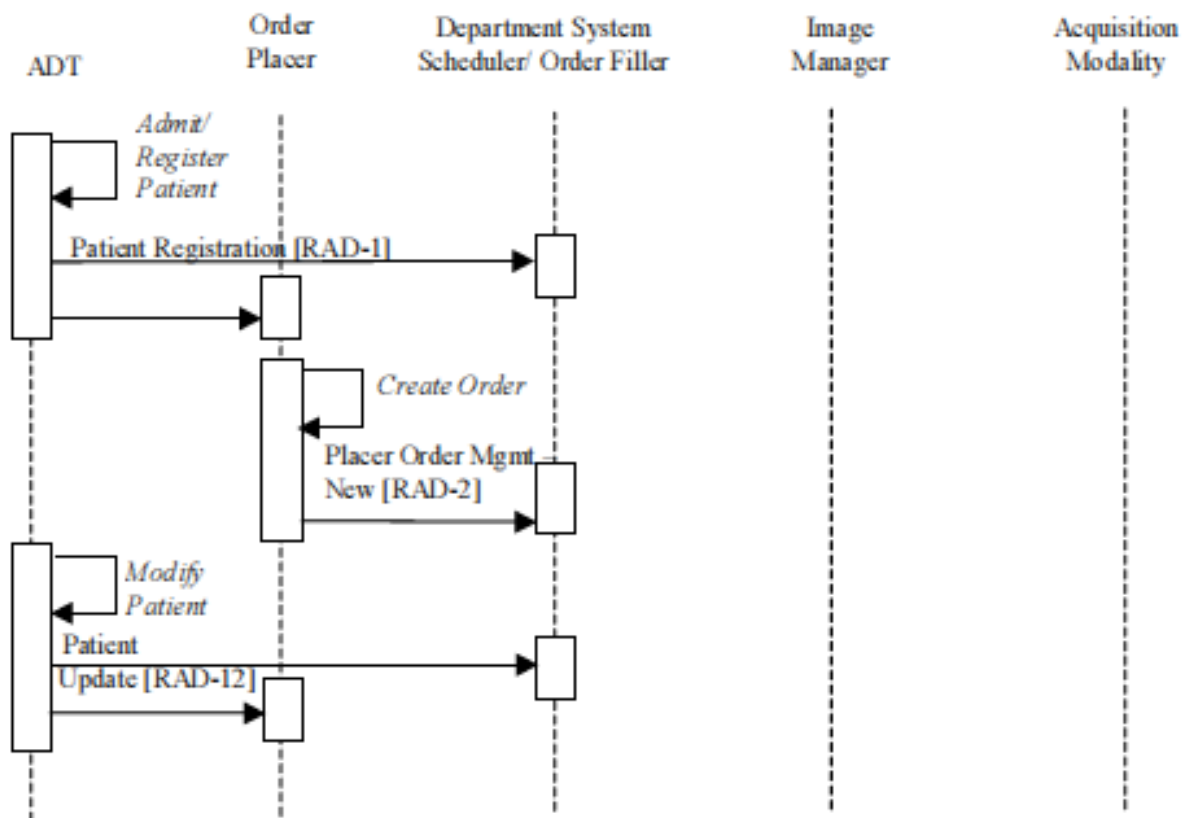 ADT
Order
Placer
Department System
Scheduler/ Order Filler
Image
Manager
Acquisition
Modality
Admit/
Register
Patient
Patient Registration [RAD-1]
Create Order
Placer Order Mgmt –
New [RAD-2]
Modify
Patient
Patient
Update [RAD-12]